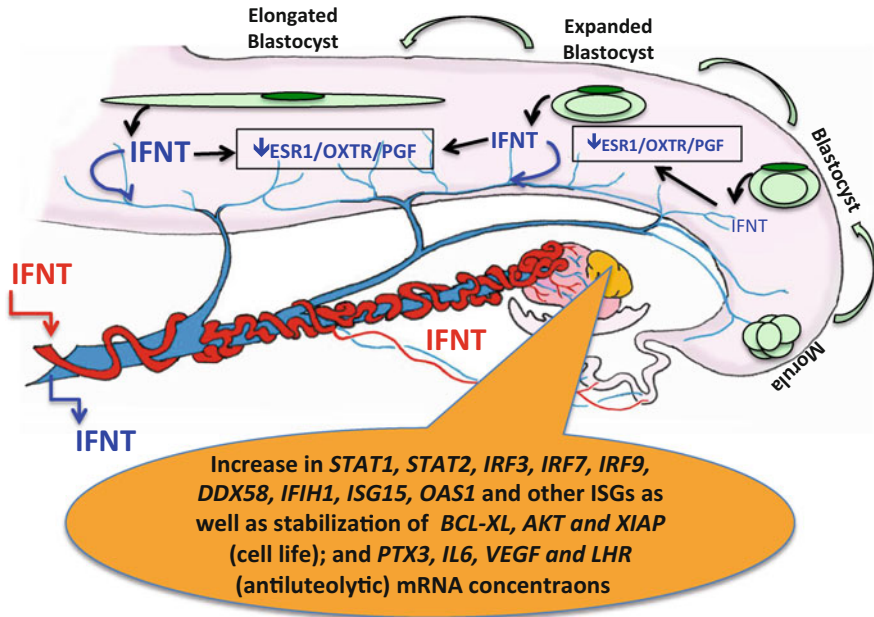 Elongated
Blastocyst
Expanded
Blastocyst
IFNT
↓ESR1/OXTR/PGF
IFNT
↓ESR1/OXTR/PGF
Blastocyst
IFNT
IFNT
IFNT
Morula
IFNT
Increase in STAT1, STAT2, IRF3, IRF7, IRF9,
DDX58, IFIH1, ISG15, OAS1 and other ISGs as
well as stabilization of BCL-XL, AKT and XIAP
(cell life); and PTX3, IL6, VEGF and LHR
(antiluteolytic) mRNA concentraons